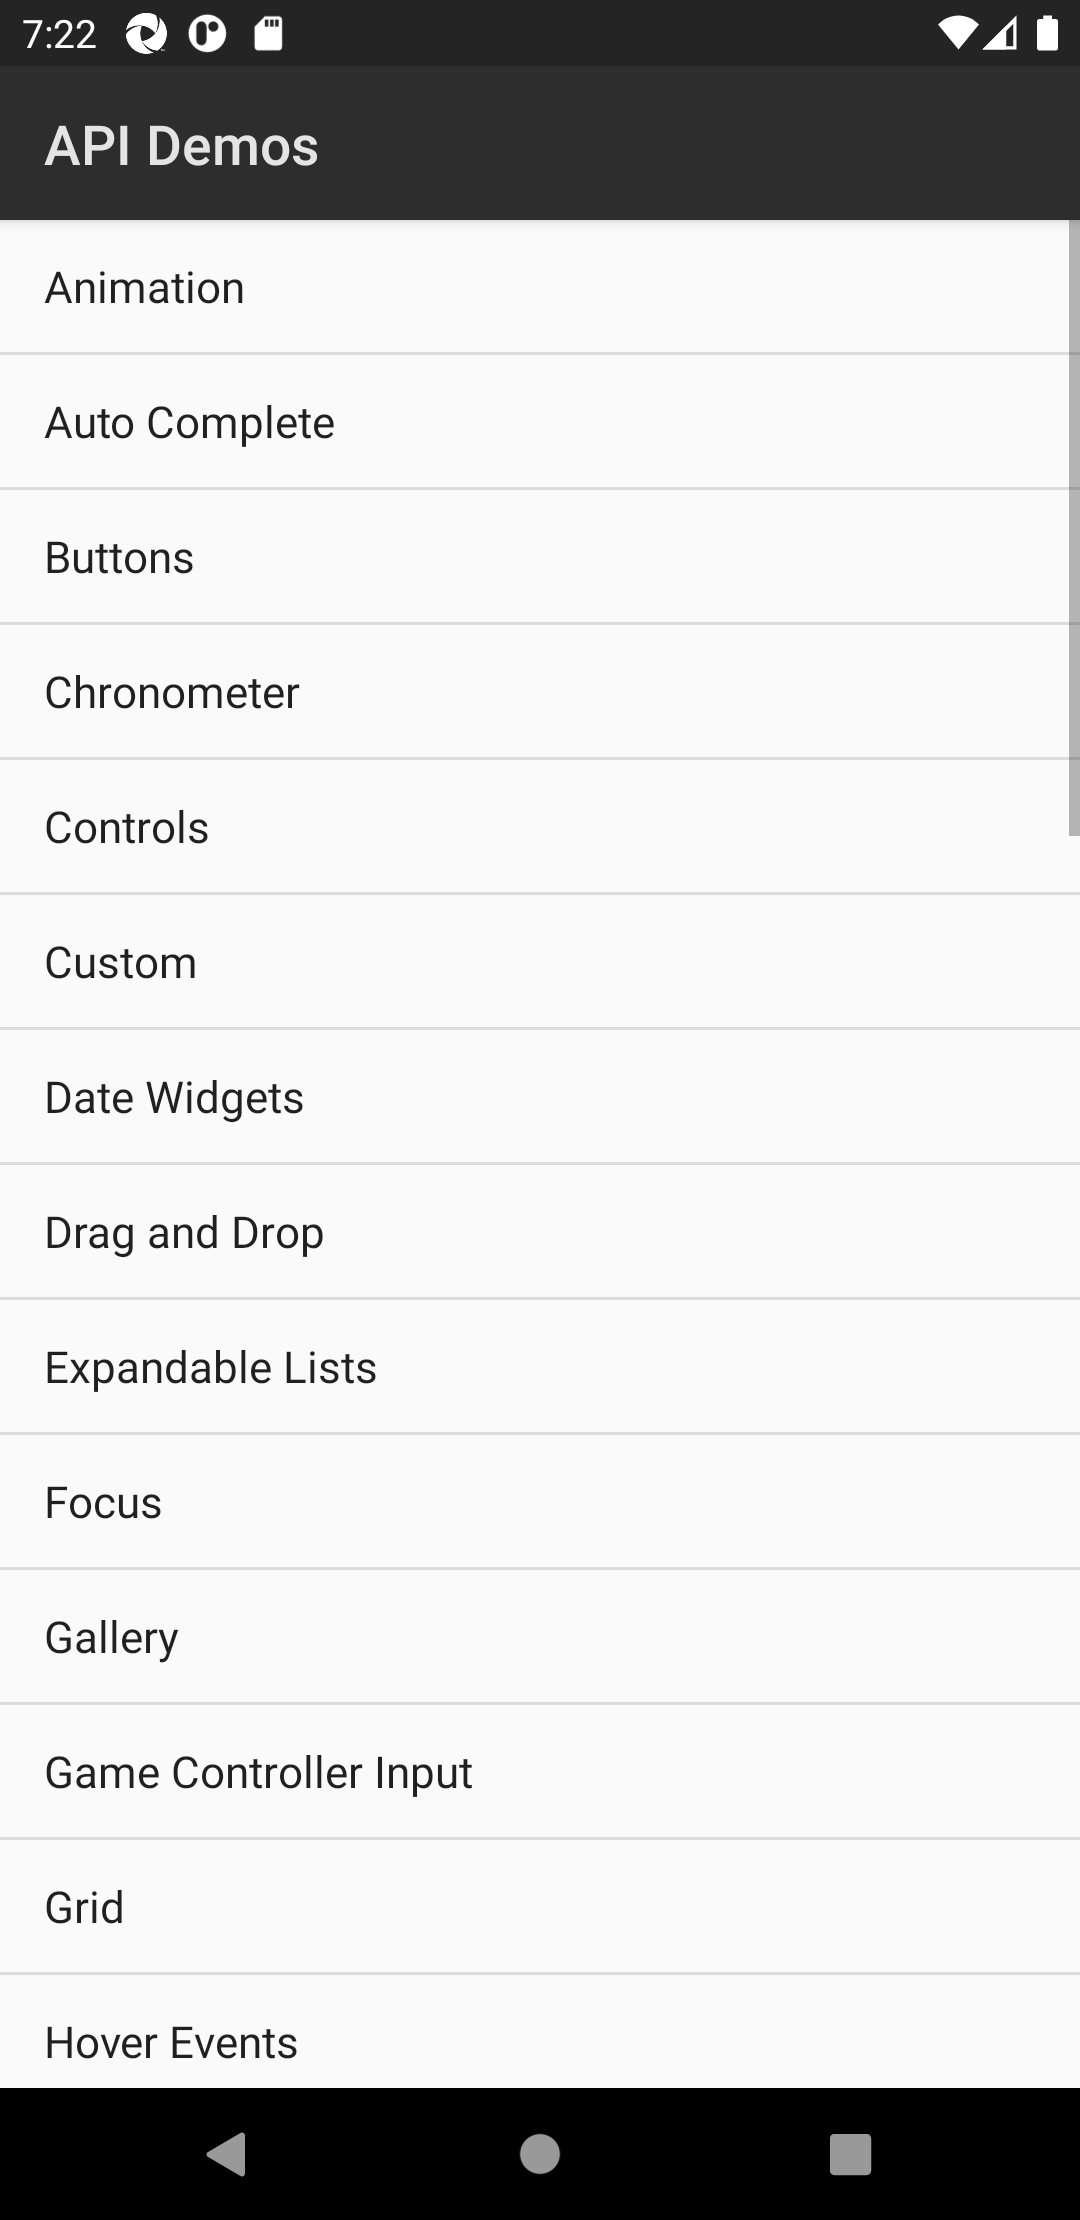 7:22
API Demos
Animation
Auto Complete
Buttons
Chronometer
Controls
Custom
Date Widgets
Drag and Drop
Expandable Lists
Focus
Gallery
Game Controller Input
Grid
Hover Events